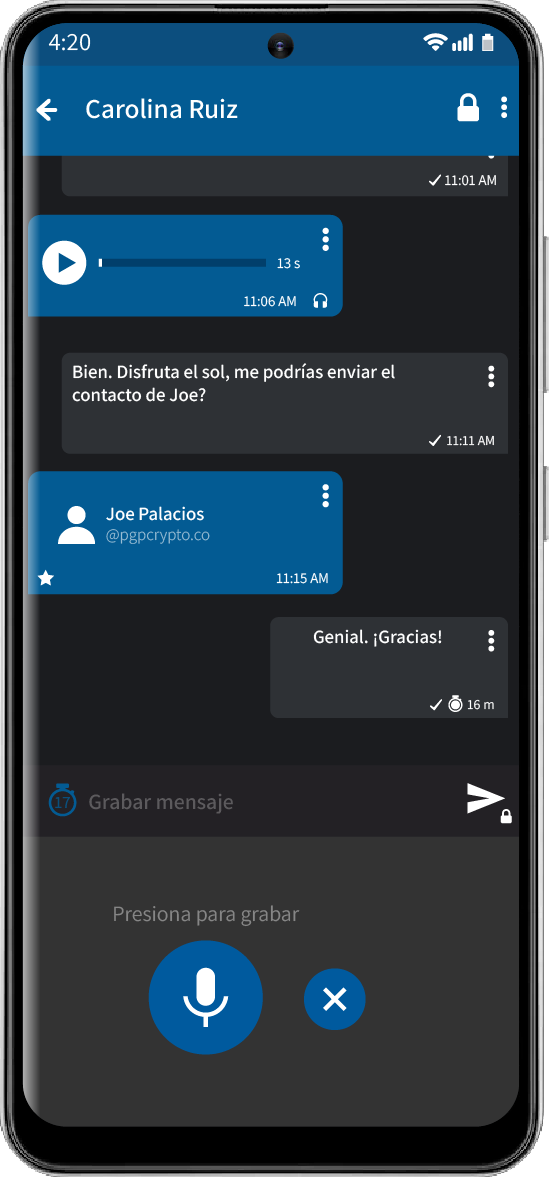 4:20
Carolina Ruiz
11:01 AM
13 s
11:06 AM
Bien. Disfruta el sol, me podrías enviar el
contacto de Joe?
11:11 AM
Joe Palacios
@pgpcrypto.co
11:15 AM
Genial. ¡Gracias!
16 m
17 Grabar mensaje
Presiona para grabar